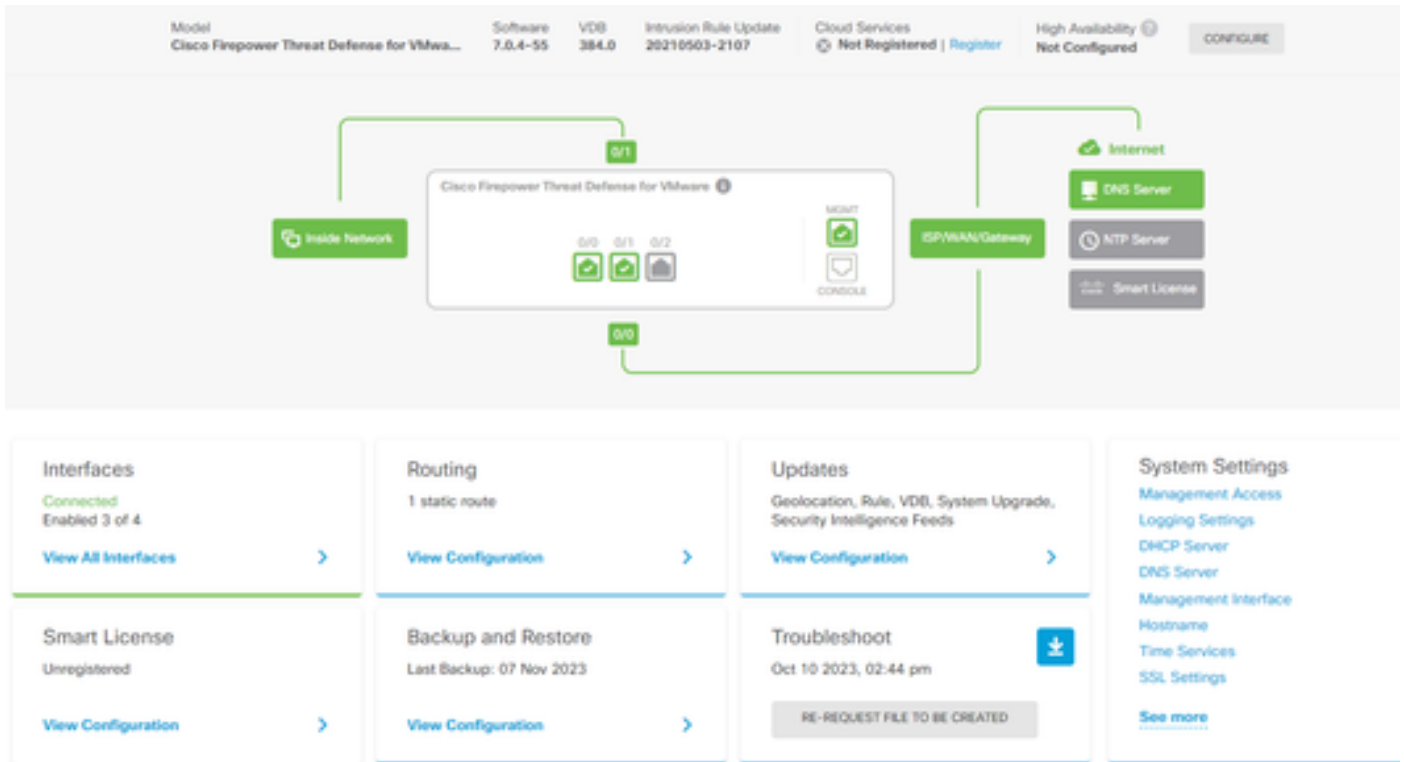 Model
Cisco Firepower Threat Defense for VMwa...
Software
7.0.4-55
VDB
384.0
Intrusion Rule Update
20210503-2107
Cloud Services
Not Registered | Register
High Availability ?
Not Configured
CONFIGURE
0/1
Internet
Cisco Firepower Threat Defense for VMware
DNS Server
MGMT
Inside Network
0/0 0/1 0/2
ISP/WAN/Gateway
NTP Server
CONSOLE
Smart License
0/0
Interfaces
Connected
Enabled 3 of 4
View All Interfaces
Routing
1 static route
View Configuration
Updates
Geolocation, Rule, VDB, System Upgrade,
Security Intelligence Feeds
View Configuration
System Settings
Management Access
Logging Settings
DHCP Server
DNS Server
Management Interface
Hostname
Time Services
SSL Settings
See more
Smart License
Unregistered
View Configuration
Backup and Restore
Last Backup: 07 Nov 2023
View Configuration
Troubleshoot
Oct 10 2023, 02:44 pm
RE-REQUEST FILE TO BE CREATED